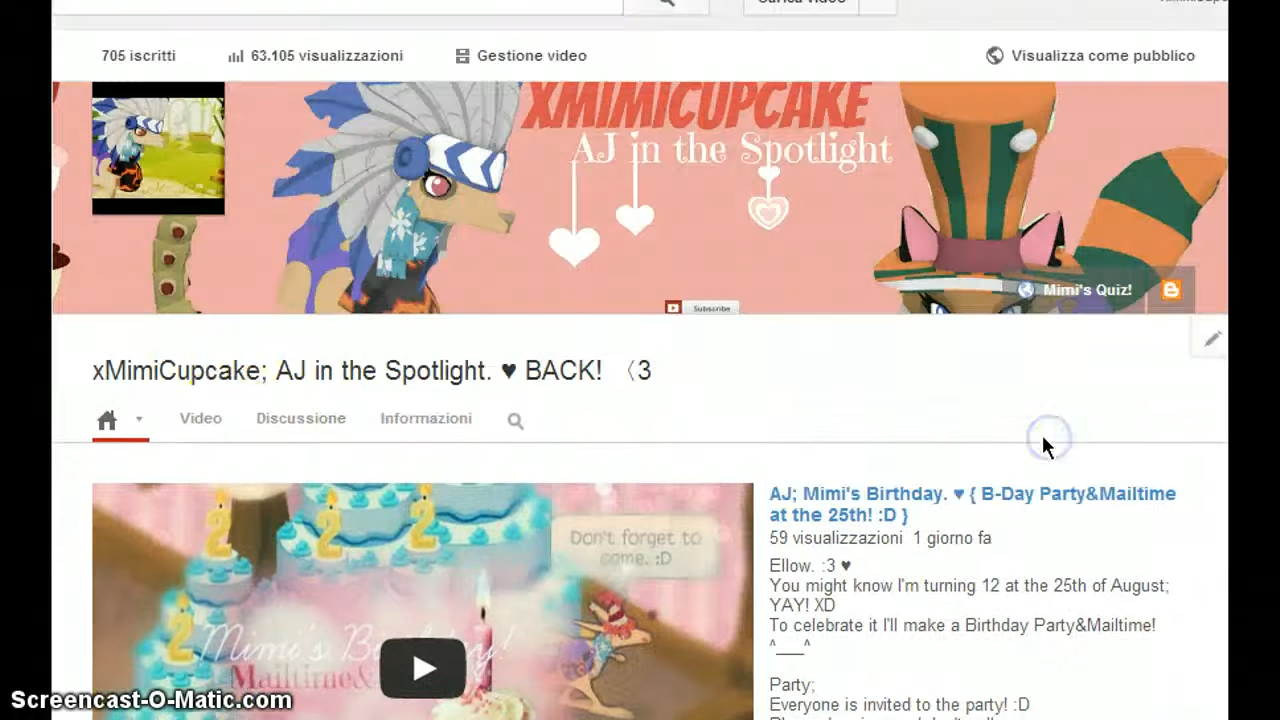 705 iscritti
63.105 visualizzazioni
Gestione video
Visualizza come pubblico
XMIMICUPCAKE
AJ in the Spotlight
Mimi's Quiz!
Subscribe
xMimiCupcake; AJ in the Spotlight. ♥ BACK! 〈3
Video
Discussione
Informazioni
Don't forget to
come. :D
Mimi's Birthday!
Mailtime&
AJ; Mimi's Birthday. ♥ { B-Day Party&Mailtime
at the 25th! :D }
59 visualizzazioni 1 giorno fa
Ellow. :3 ♥
You might know I'm turning 12 at the 25th of August;
YAY! XD
To celebrate it I'll make a Birthday Party&Mailtime!
^___^
Party;
Everyone is invited to the party! :D
Screencast-O-Matic.com